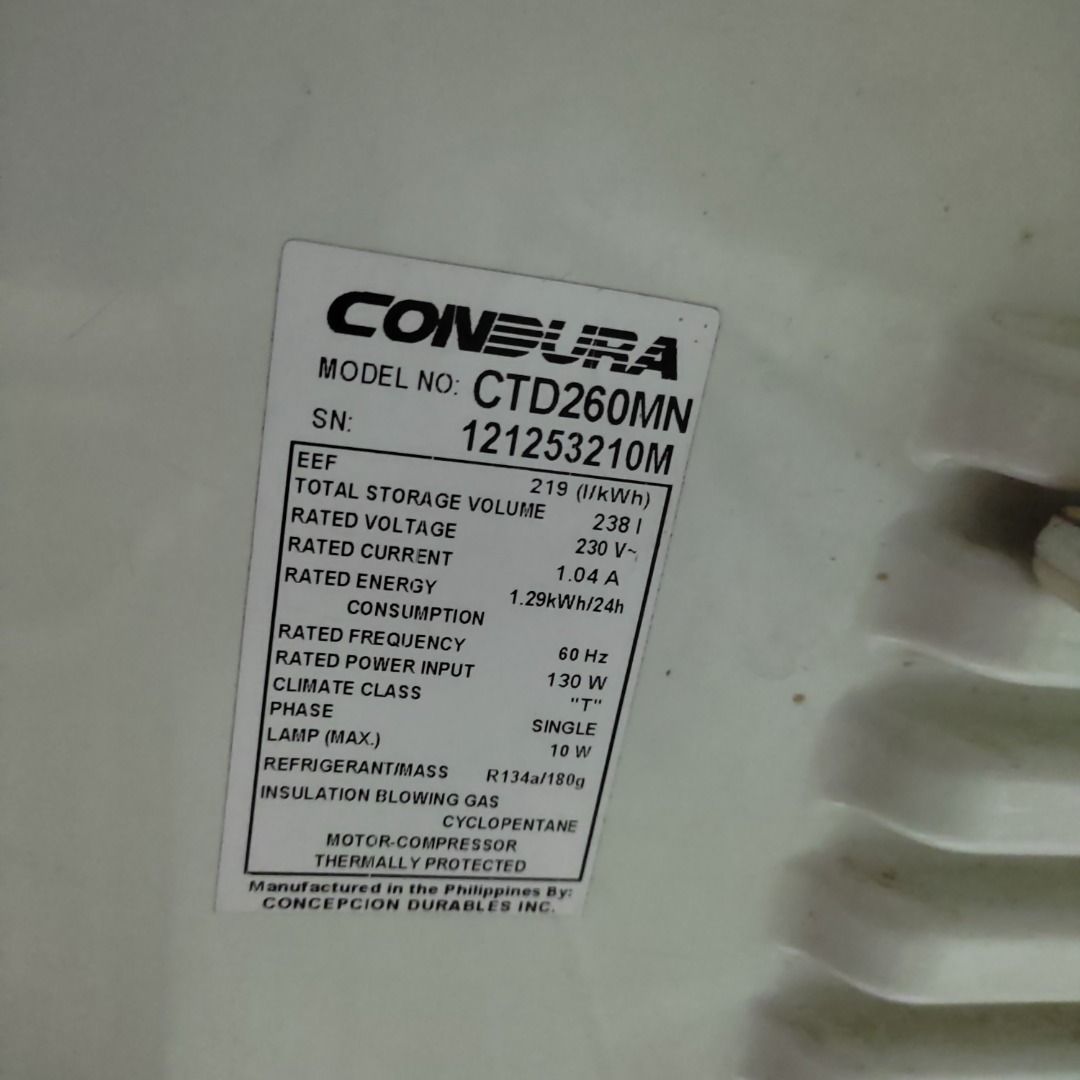 CONDURA
MODEL NO: CTD260MN
SN: 121253210M
EEF 219 (l/kWh)
TOTAL STORAGE VOLUME 238 l
RATED VOLTAGE 230 V~
RATED CURRENT 1.04 A
RATED ENERGY 1.29kWh/24h
CONSUMPTION
RATED FREQUENCY 60 Hz
RATED POWER INPUT 130 W
CLIMATE CLASS "T"
PHASE SINGLE
LAMP (MAX.) 10 W
REFRIGERANT/MASS R134a/180g
INSULATION BLOWING GAS
CYCLOPENTANE
MOTOR-COMPRESSOR
THERMALLY PROTECTED
Manufactured in the Philippines By:
CONCEPCION DURABLES INC.